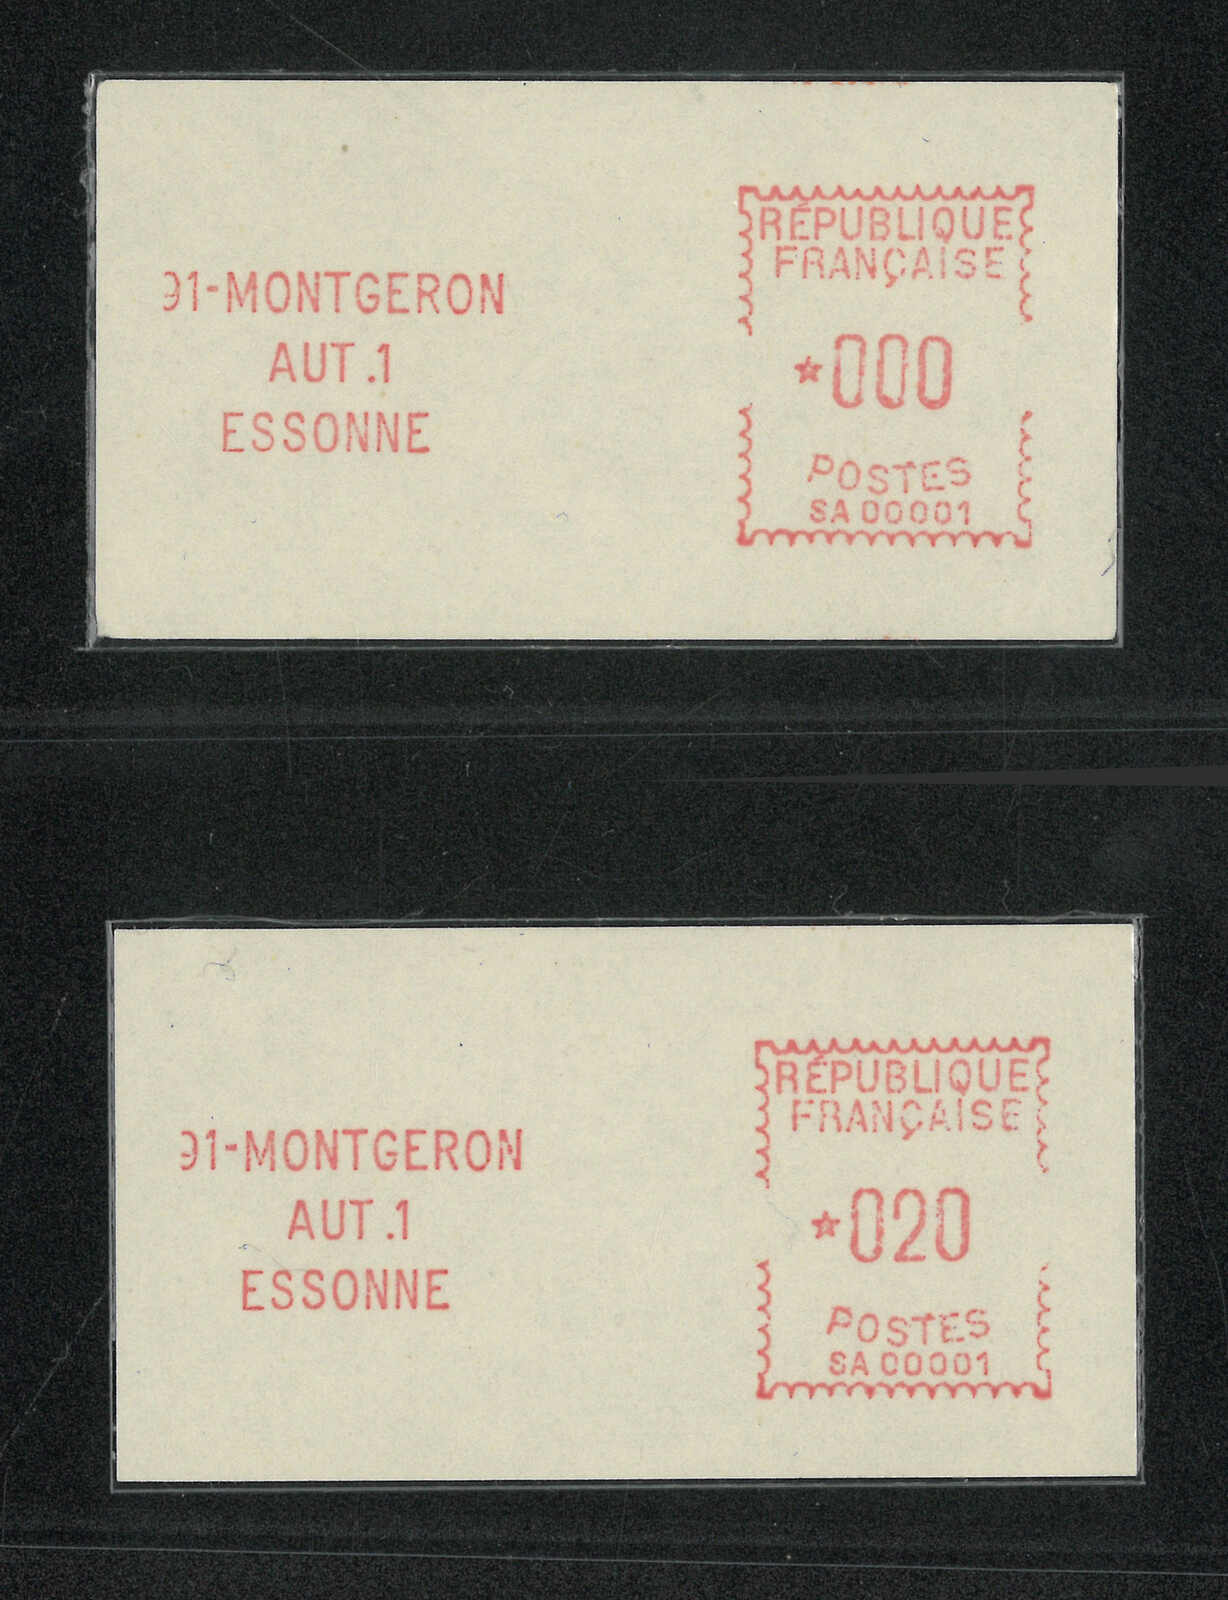 91-MONTGERON
AUT.1
ESSONNE
RÉPUBLIQUE
FRANÇAISE
*000
POSTES
SA 00001
91-MONTGERON
AUT.1
ESSONNE
RÉPUBLIQUE
FRANÇAISE
*020
POSTES
SA 00001